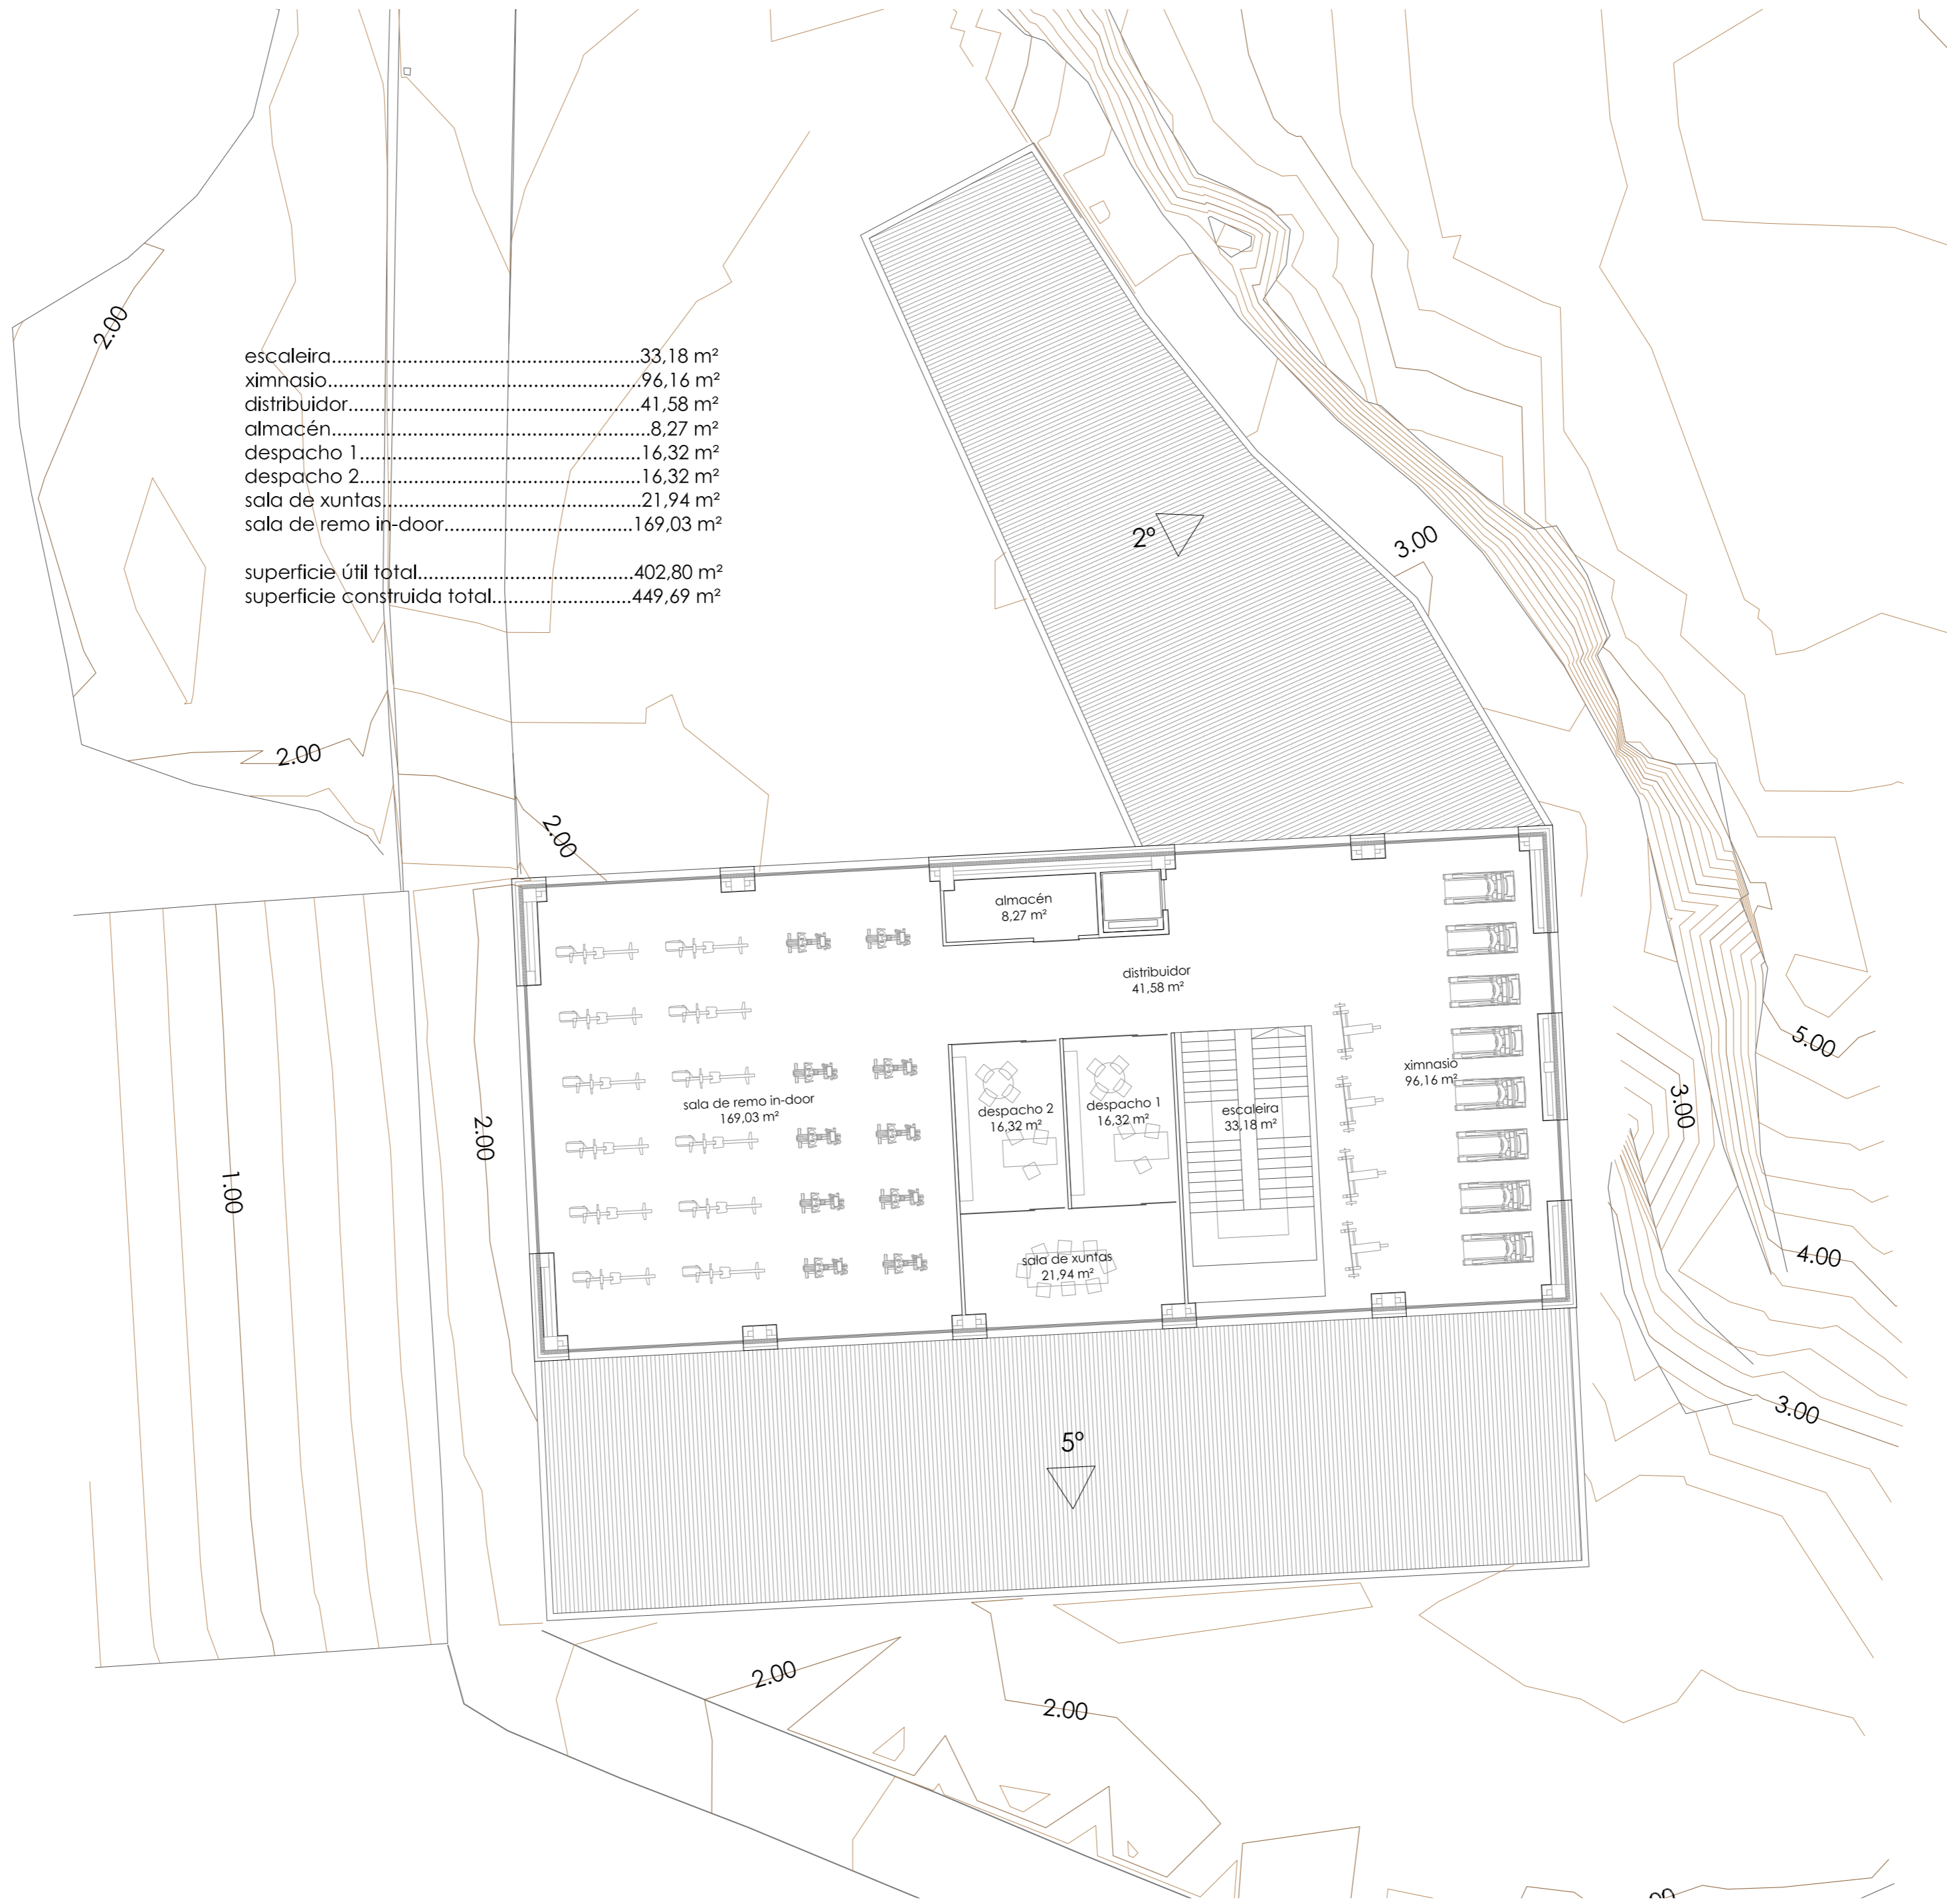 2.00
escaleira....................................................................33,18 m²
ximnasio....................................................................96,16 m²
distribuidor..................................................................41,58 m²
almacén.......................................................................8,27 m²
despacho 1.................................................................16,32 m²
despacho 2.................................................................16,32 m²
sala de xuntas.............................................................21,94 m²
sala de remo in-door.................................169,03 m²
superficie útil total......................................402,80 m²
superficie construida total.........................449,69 m²
2º
3.00
2.00
2.00
almacén
8,27 m²
distribuidor
41,58 m²
5.00
ximnasio
96,16 m²
sala de remo in-door
169,03 m²
despacho 2
16,32 m²
despacho 1
16,32 m²
escaleira
33,18 m²
3.00
2.00
1.00
sala de xuntas
21,94 m²
4.00
3.00
5º
2.00
2.00